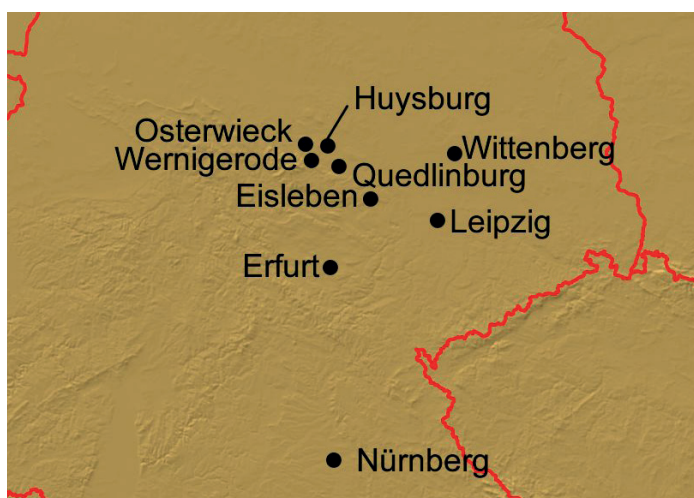 Huysburg
Osterwieck
Wernigerode
Wittenberg
Quedlinburg
Eisleben
Leipzig
Erfurt
Nürnberg